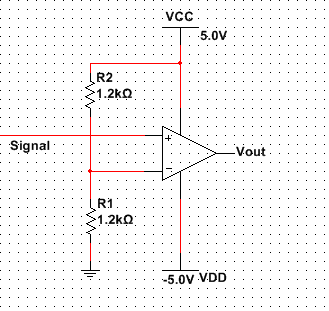 VCC
5.0V
R2
1.2kΩ
Signal
+
−
Vout
R1
1.2kΩ
-5.0V VDD